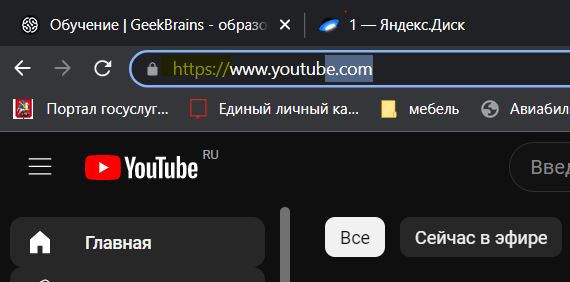 Обучение | GeekBrains - образо
1 — Яндекс.Диск
https://www.youtube.com
Портал госуслуг...
Единый личный ка...
мебель
Авиабил
YouTube RU
Введ
Главная
Все
Сейчас в эфире